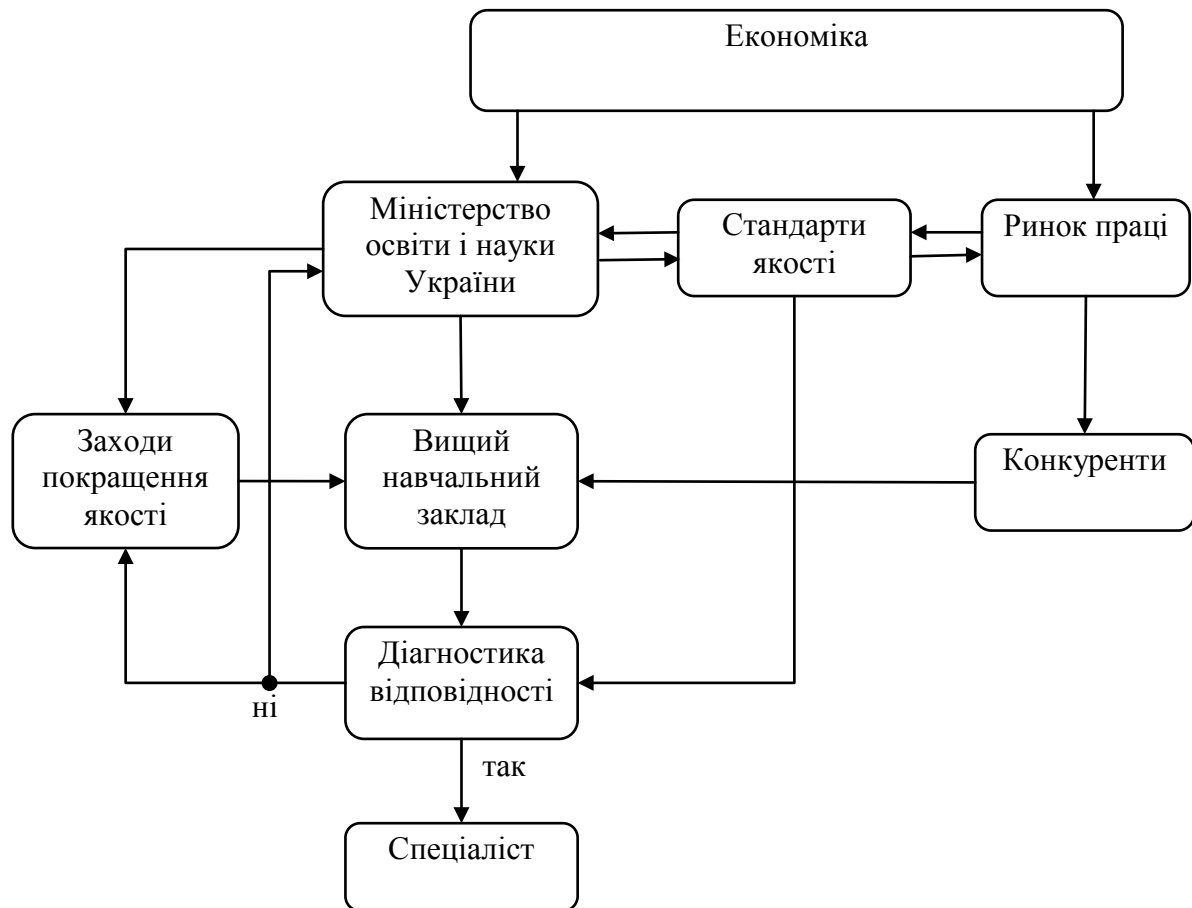 Економіка
Міністерство
освіти і науки
України
Стандарти
якості
Ринок праці
Заходи
покращення
якості
Вищий
навчальний
заклад
Конкуренти
Діагностика
відповідності
ні
так
Спеціаліст